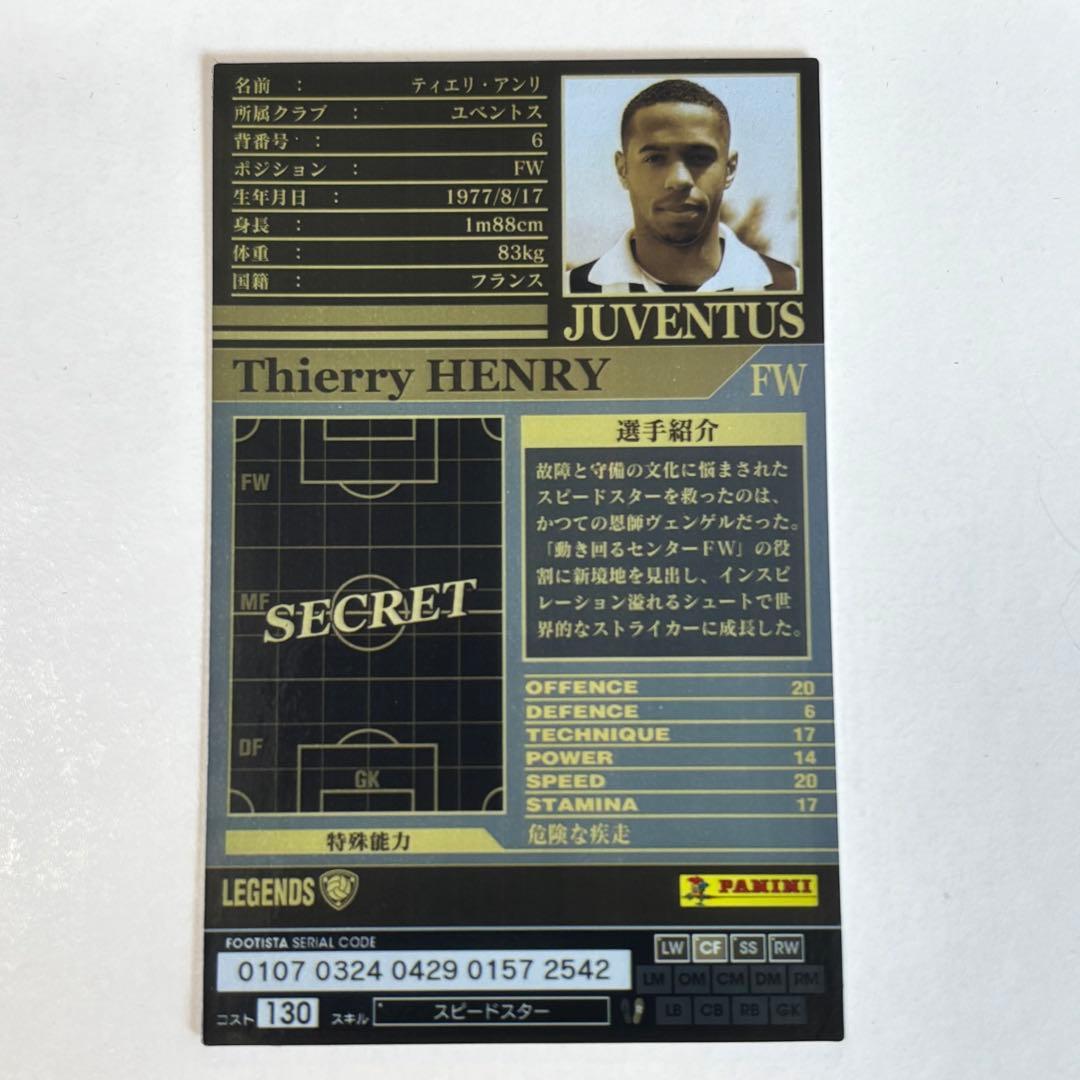 名前 : ティエリ・アンリ
所属クラブ : ユベントス
背番号 : 6
ポジション : FW
生年月日 : 1977/8/17
身長 : 1m88cm
体重 : 83kg
国籍 : フランス
JUVENTUS
Thierry HENRY FW
FW
MF
SECRET
DF
GK
選手紹介
故障と守備の文化に悩まされた
スピードスターを救ったのは、
かつての恩師ヴェンゲルだった。
「動き回るセンターFW」の役
割に新境地を見出し、インスピ
レーション溢れるシュートで世
界的なストライカーに成長した。
OFFENCE 20
DEFENCE 6
TECHNIQUE 17
POWER 14
SPEED 20
STAMINA 17
特殊能力 危険な疾走
LEGENDS PANINI
FOOTISTA SERIAL CODE
0107 0324 0429 0157 2542
コスト 130 スキル スピードスター
LW CF SS RW
LM OM CM DM RM
LB CB RB GK